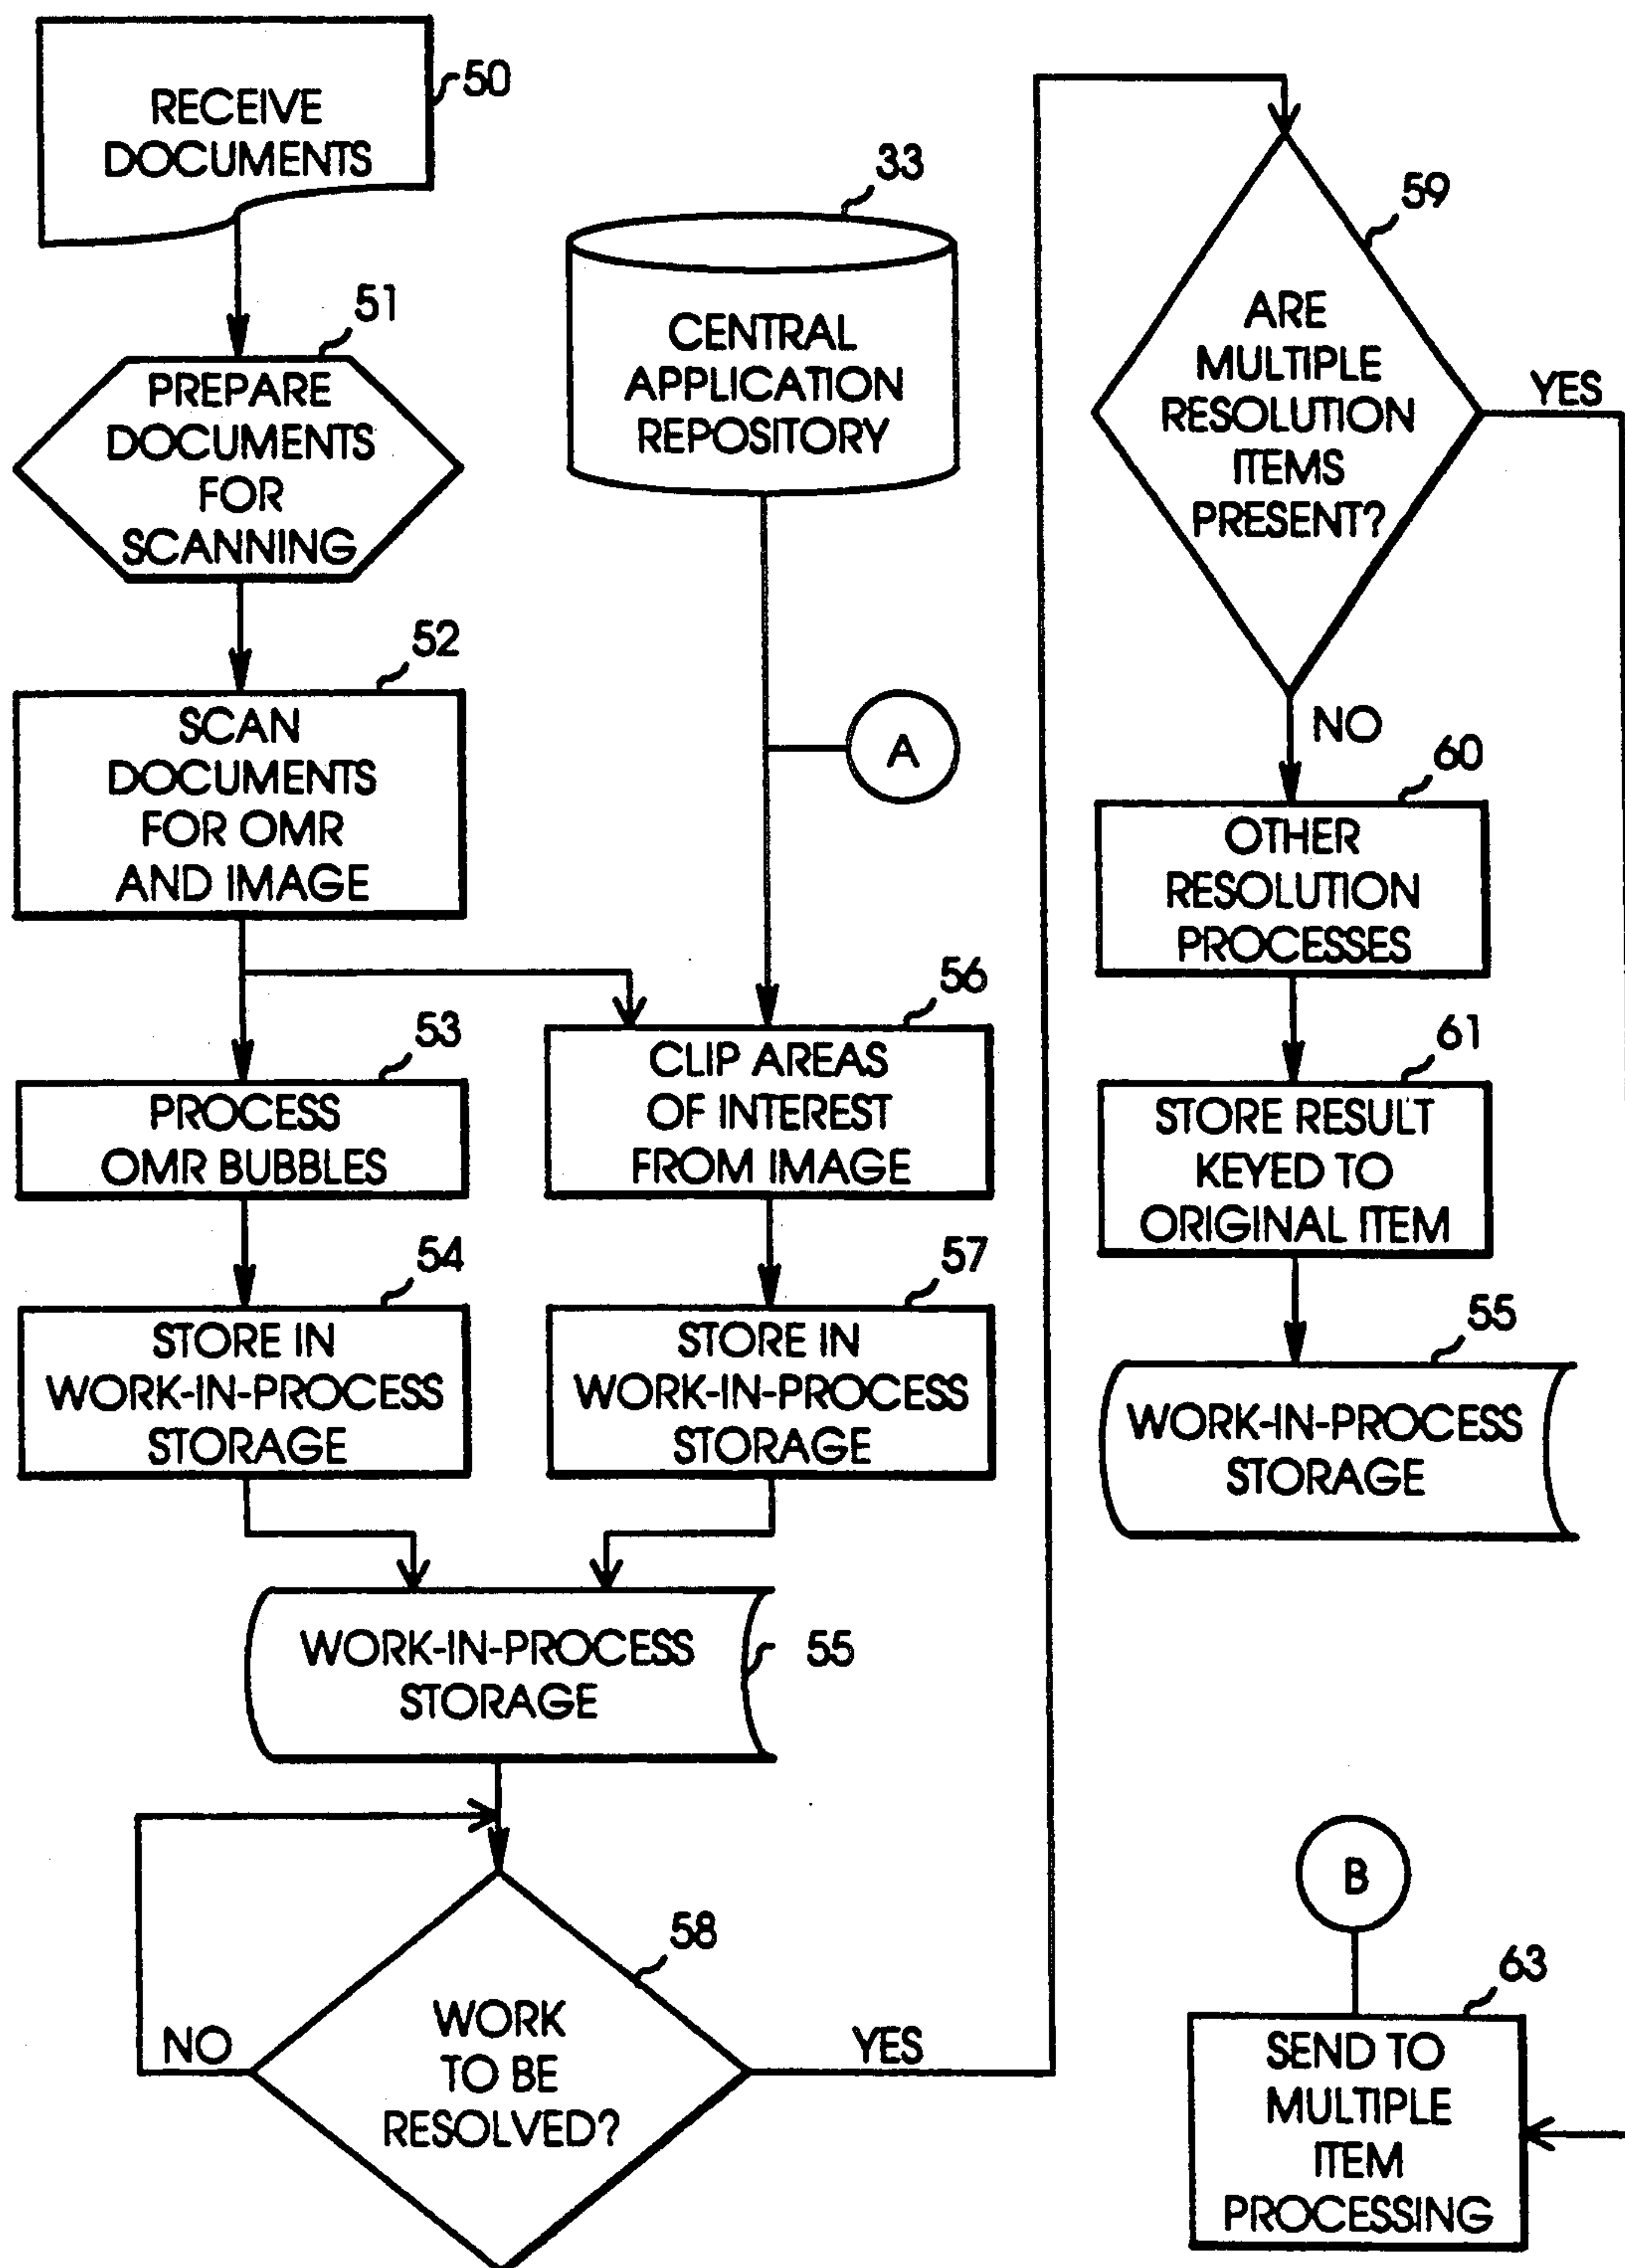 50
RECEIVE
DOCUMENTS
51
PREPARE
DOCUMENTS
FOR
SCANNING
52
SCAN
DOCUMENTS
FOR OMR
AND IMAGE
53
PROCESS
OMR BUBBLES
54
STORE IN
WORK-IN-PROCESS
STORAGE
33
CENTRAL
APPLICATION
REPOSITORY
A
56
CLIP AREAS
OF INTEREST
FROM IMAGE
57
STORE IN
WORK-IN-PROCESS
STORAGE
WORK-IN-PROCESS
STORAGE
55
58
WORK
TO BE
RESOLVED?
NO
YES
59
ARE
MULTIPLE
RESOLUTION
ITEMS
PRESENT?
YES
NO
60
OTHER
RESOLUTION
PROCESSES
61
STORE RESULT
KEYED TO
ORIGINAL ITEM
55
WORK-IN-PROCESS
STORAGE
B
63
SEND TO
MULTIPLE
ITEM
PROCESSING